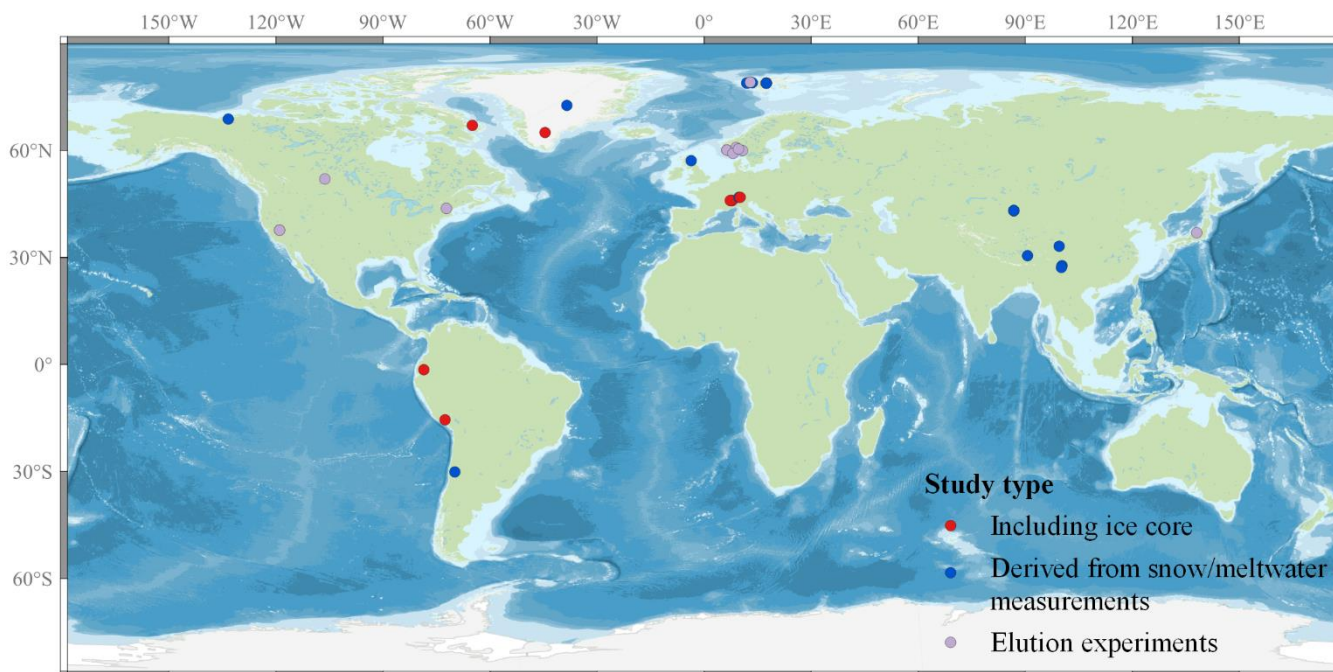 150°W 120°W 90°W 60°W 30°W 0° 30°E 60°E 90°E 120°E 150°E
60°N
30°N
0°
30°S
60°S
Study type
Including ice core
Derived from snow/meltwater
measurements
Elution experiments